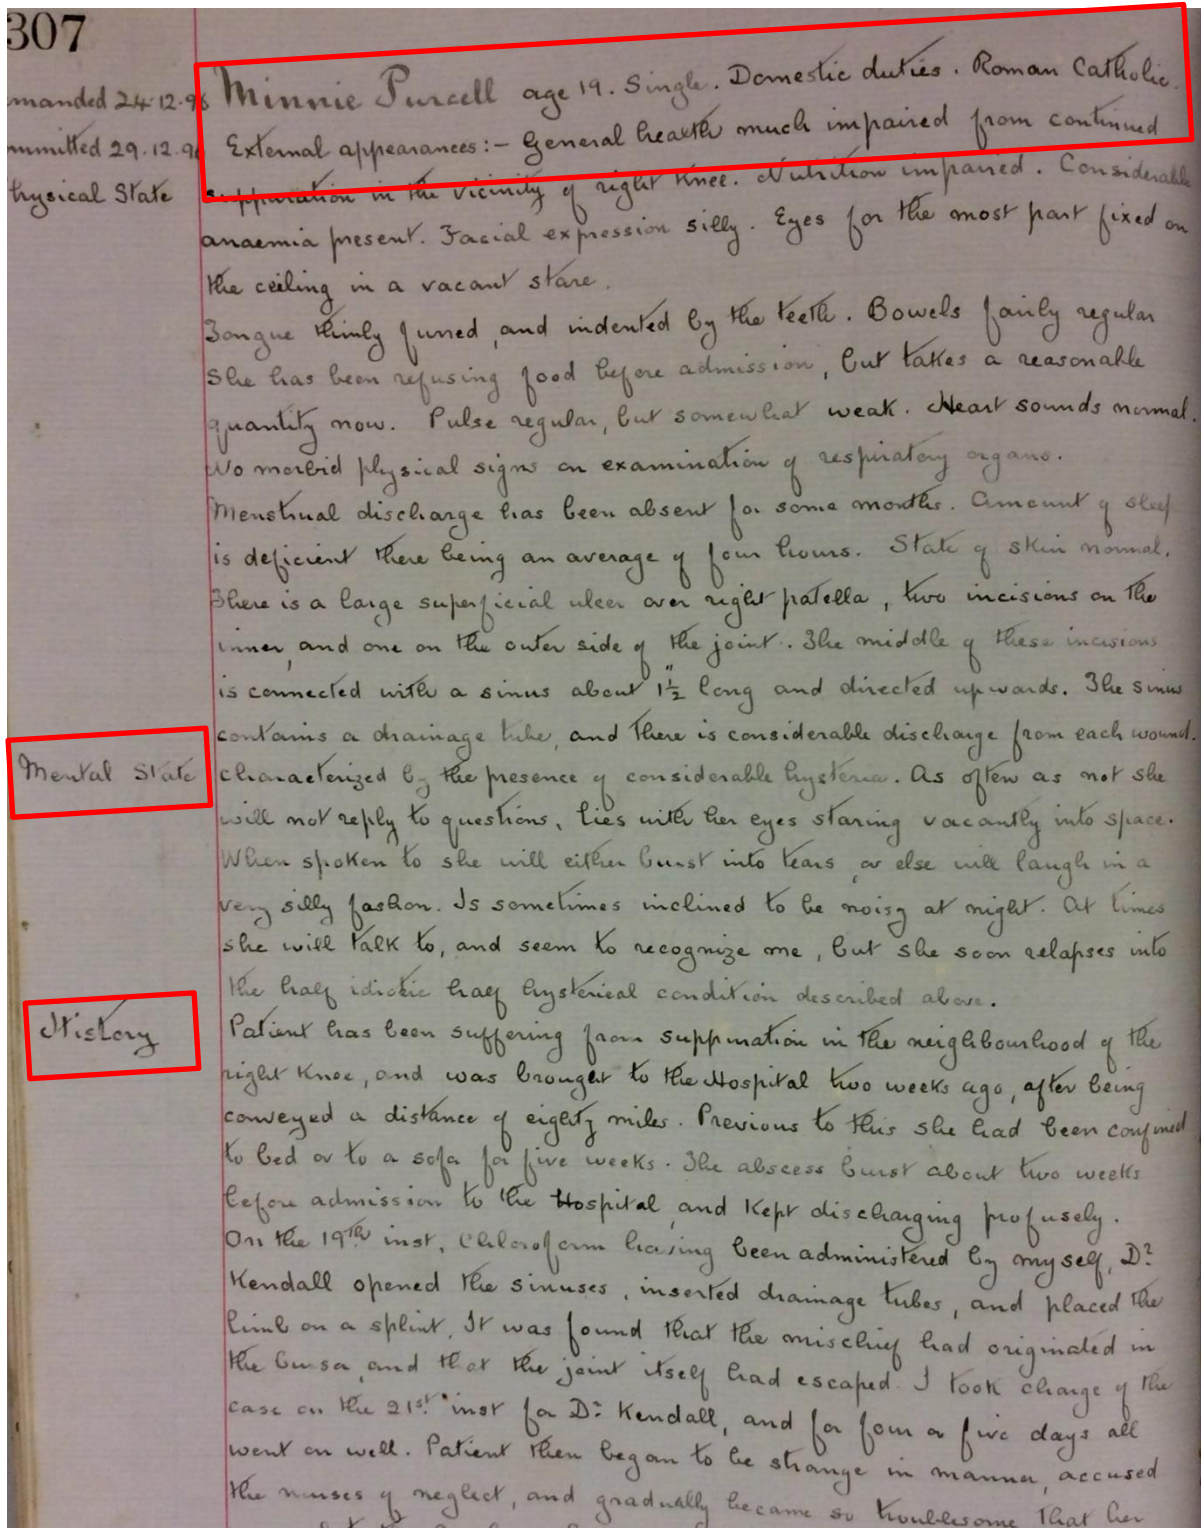 307
manded 24.12.96
Minnie Purcell age 19. Single. Domestic duties. Roman Catholic.
mmitted 29.12.96
External appearances:- General health much impaired from continued
hysical State
suppuration in the vicinity of right knee. Nutrition impaired. Considerable
anaemia present. Facial expression silly. Eyes for the most part fixed on
the ceiling in a vacant stare.
Tongue thinly furred, and indented by the teeth. Bowels fairly regular
She has been refusing food before admission, but takes a reasonable
quantity now. Pulse regular, but somewhat weak. Heart sounds normal.
No morbid physical signs on examination of respiratory organs.
Menstrual discharge has been absent for some months. Amount of sleep
is deficient there being an average of four hours. State of skin normal.
There is a large superficial ulcer over right patella, two incisions on the
inner, and one on the outer side of the joint. The middle of these incisions
is connected with a sinus about 1½" long and directed upwards. The sinus
contains a drainage tube, and there is considerable discharge from each wound.
Mental State
characterized by the presence of considerable hysteria. As often as not she
will not reply to questions, lies with her eyes staring vacantly into space.
When spoken to she will either burst into tears, or else will laugh in a
very silly fashon. Is sometimes inclined to be noisy at night. At times
she will talk to, and seem to recognize me, but she soon relapses into
the half idiotic half hysterical condition described above.
History
Patient has been suffering from suppuration in the neighbourhood of the
right knee, and was brought to the Hospital two weeks ago, after being
conveyed a distance of eighty miles. Previous to this she had been confined
to bed or to a sofa for five weeks. The abscess burst about two weeks
before admission to the Hospital, and kept discharging profusely.
On the 19th inst, Chloroform having been administered by myself, Dr
Kendall opened the sinuses, inserted drainage tubes, and placed the
limb on a splint. It was found that the mischief had originated in
the bursa, and that the joint itself had escaped. I took charge of the
case on the 21st inst for Dr Kendall, and for four or five days all
went on well. Patient then began to be strange in manner, accused
the nurses of neglect, and gradually became so troublesome that her